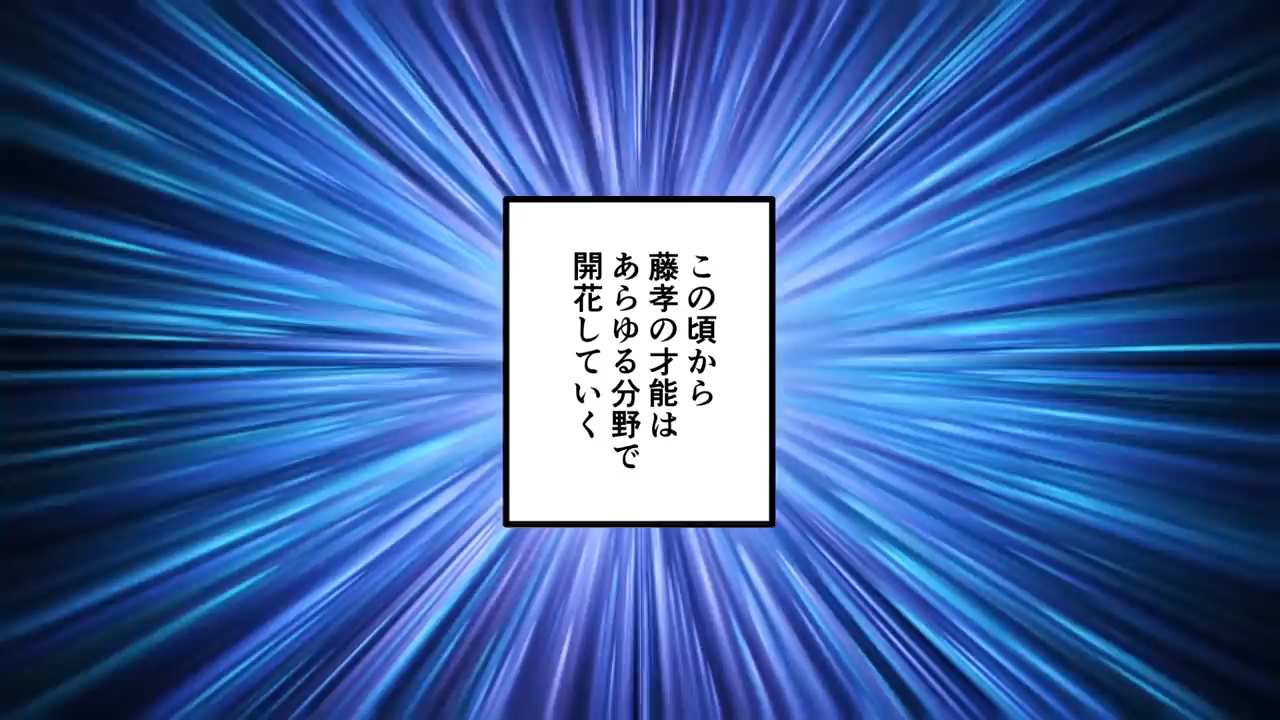 この頃から
藤孝の才能は
あらゆる分野で
開花していく